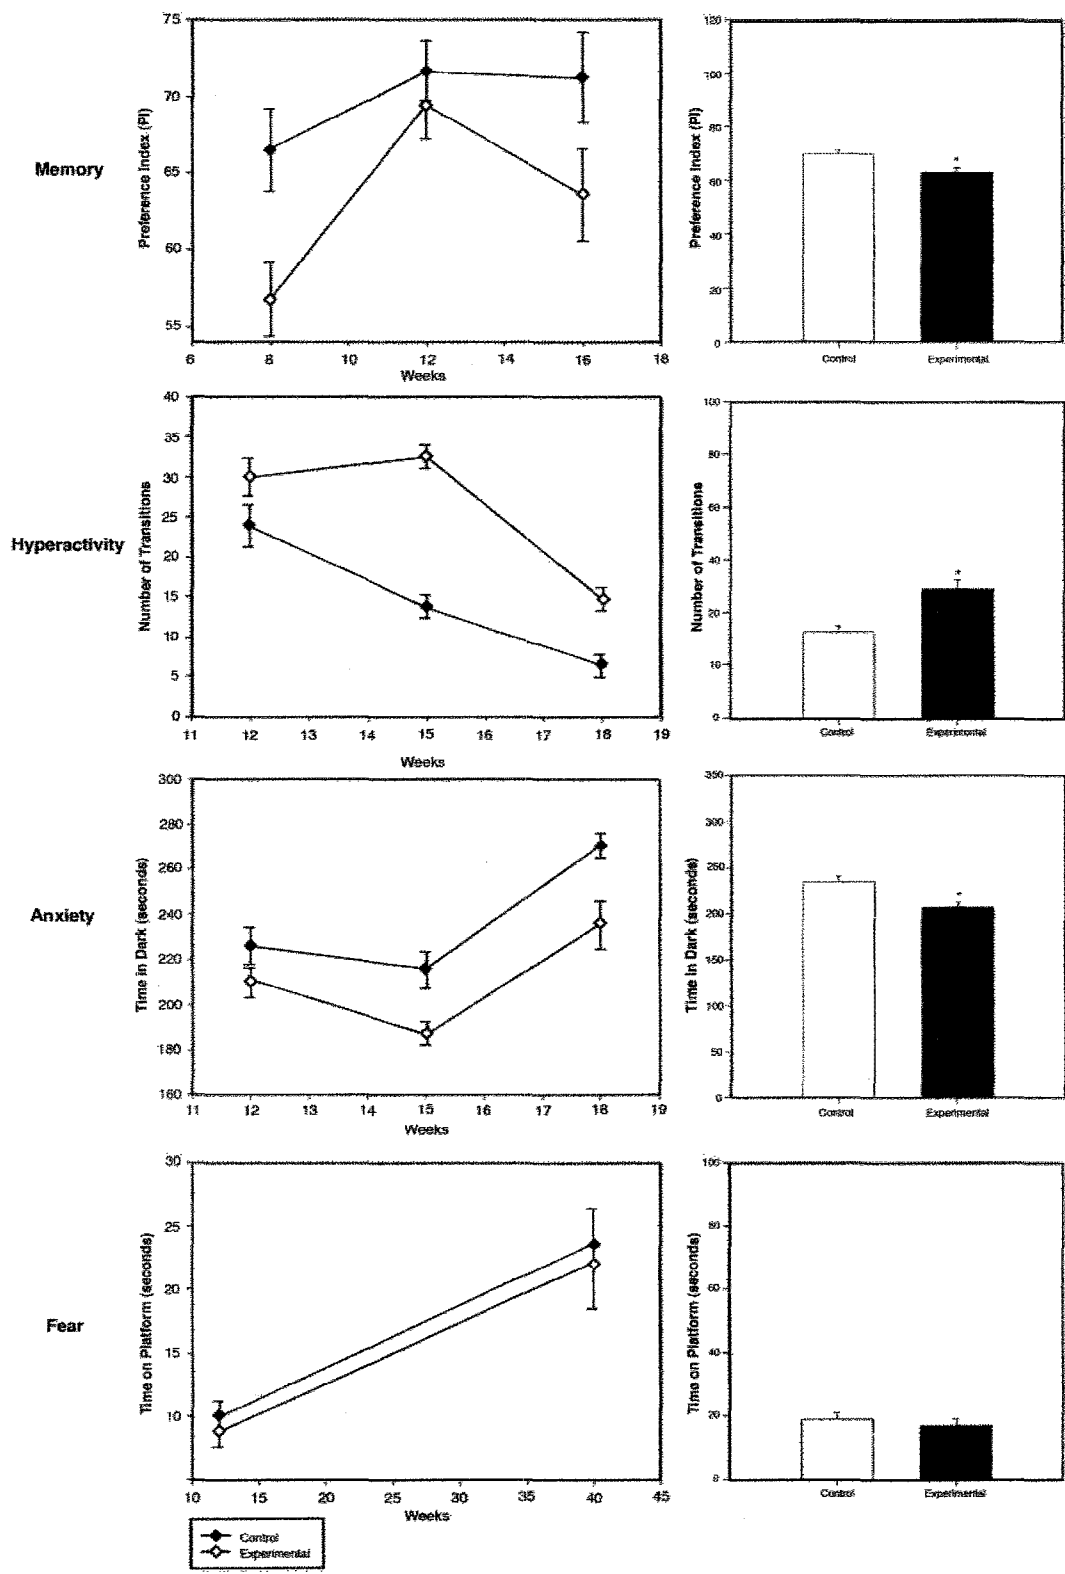 Memory
Preference Index (PI)
75
70
65
60
55
6 8 10 12 14 16 18
Weeks
Preference Index (PI)
120
100
80
60
40
20
0
*
Control Experimental
Hyperactivity
Number of Transitions
40
35
30
25
20
15
10
5
0
11 12 13 14 15 16 17 18 19
Weeks
Number of Transitions
100
80
60
40
20
10
0
*
Control Experimental
Anxiety
Time in Dark (seconds)
300
280
260
240
220
200
180
160
11 12 13 14 15 16 17 18 19
Weeks
Time in Dark (seconds)
350
300
250
200
150
100
50
0
*
Control Experimental
Fear
Time on Platform (seconds)
30
25
20
15
10
10 15 20 25 30 35 40 45
Weeks
Time on Platform (seconds)
100
80
60
40
20
0
Control Experimental
Control
Experimental